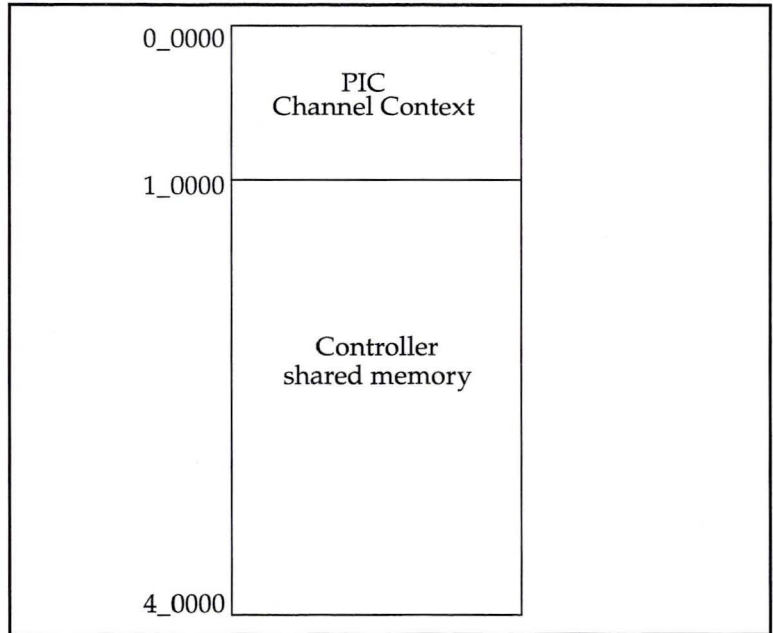 0_0000
PIC
Channel Context
1_0000
Controller
shared memory
4_0000